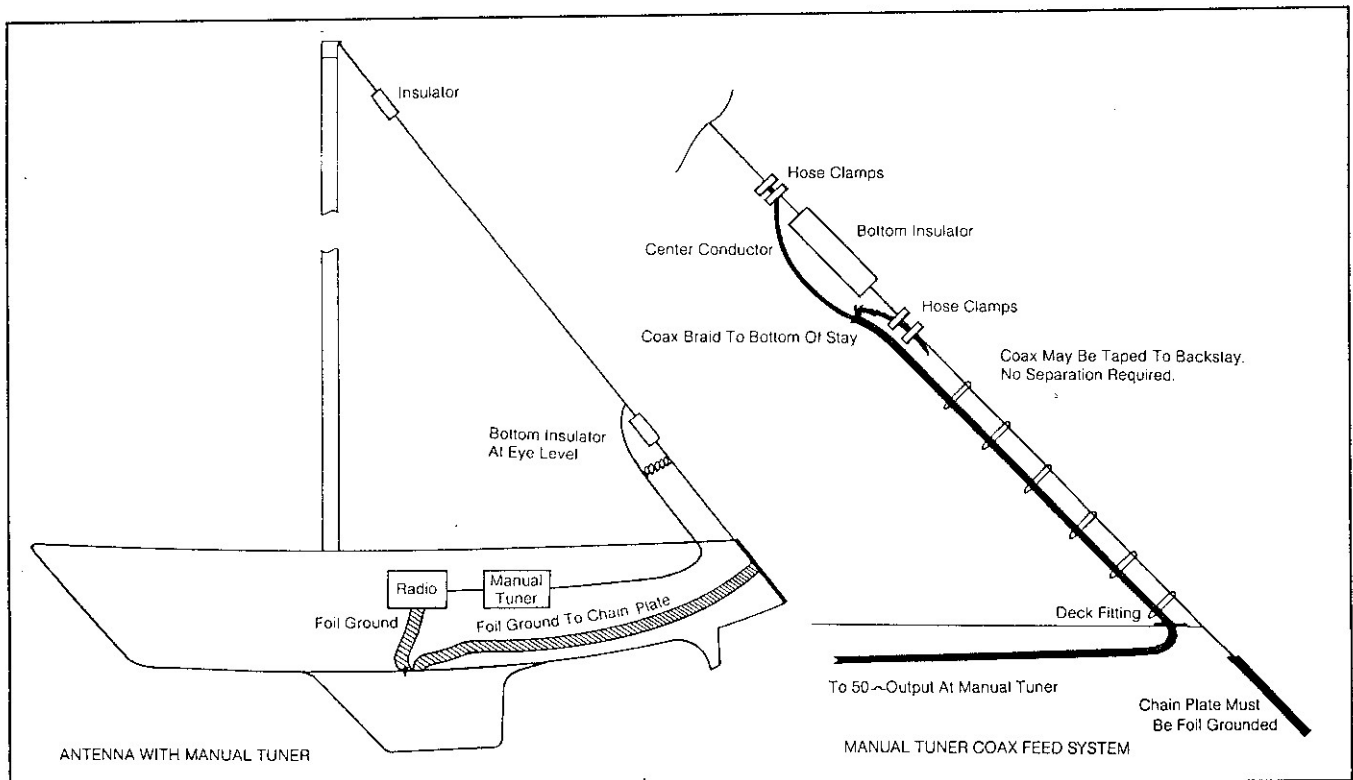 Insulator
Bottom Insulator
At Eye Level
Radio
Manual
Tuner
Foil Ground
Foil Ground To Chain Plate
ANTENNA WITH MANUAL TUNER
Hose Clamps
Bottom Insulator
Center Conductor
Hose Clamps
Coax Braid To Bottom Of Stay
Coax May Be Taped To Backstay.
No Separation Required.
Deck Fitting
To 50~Output At Manual Tuner
Chain Plate Must
Be Foil Grounded
MANUAL TUNER COAX FEED SYSTEM